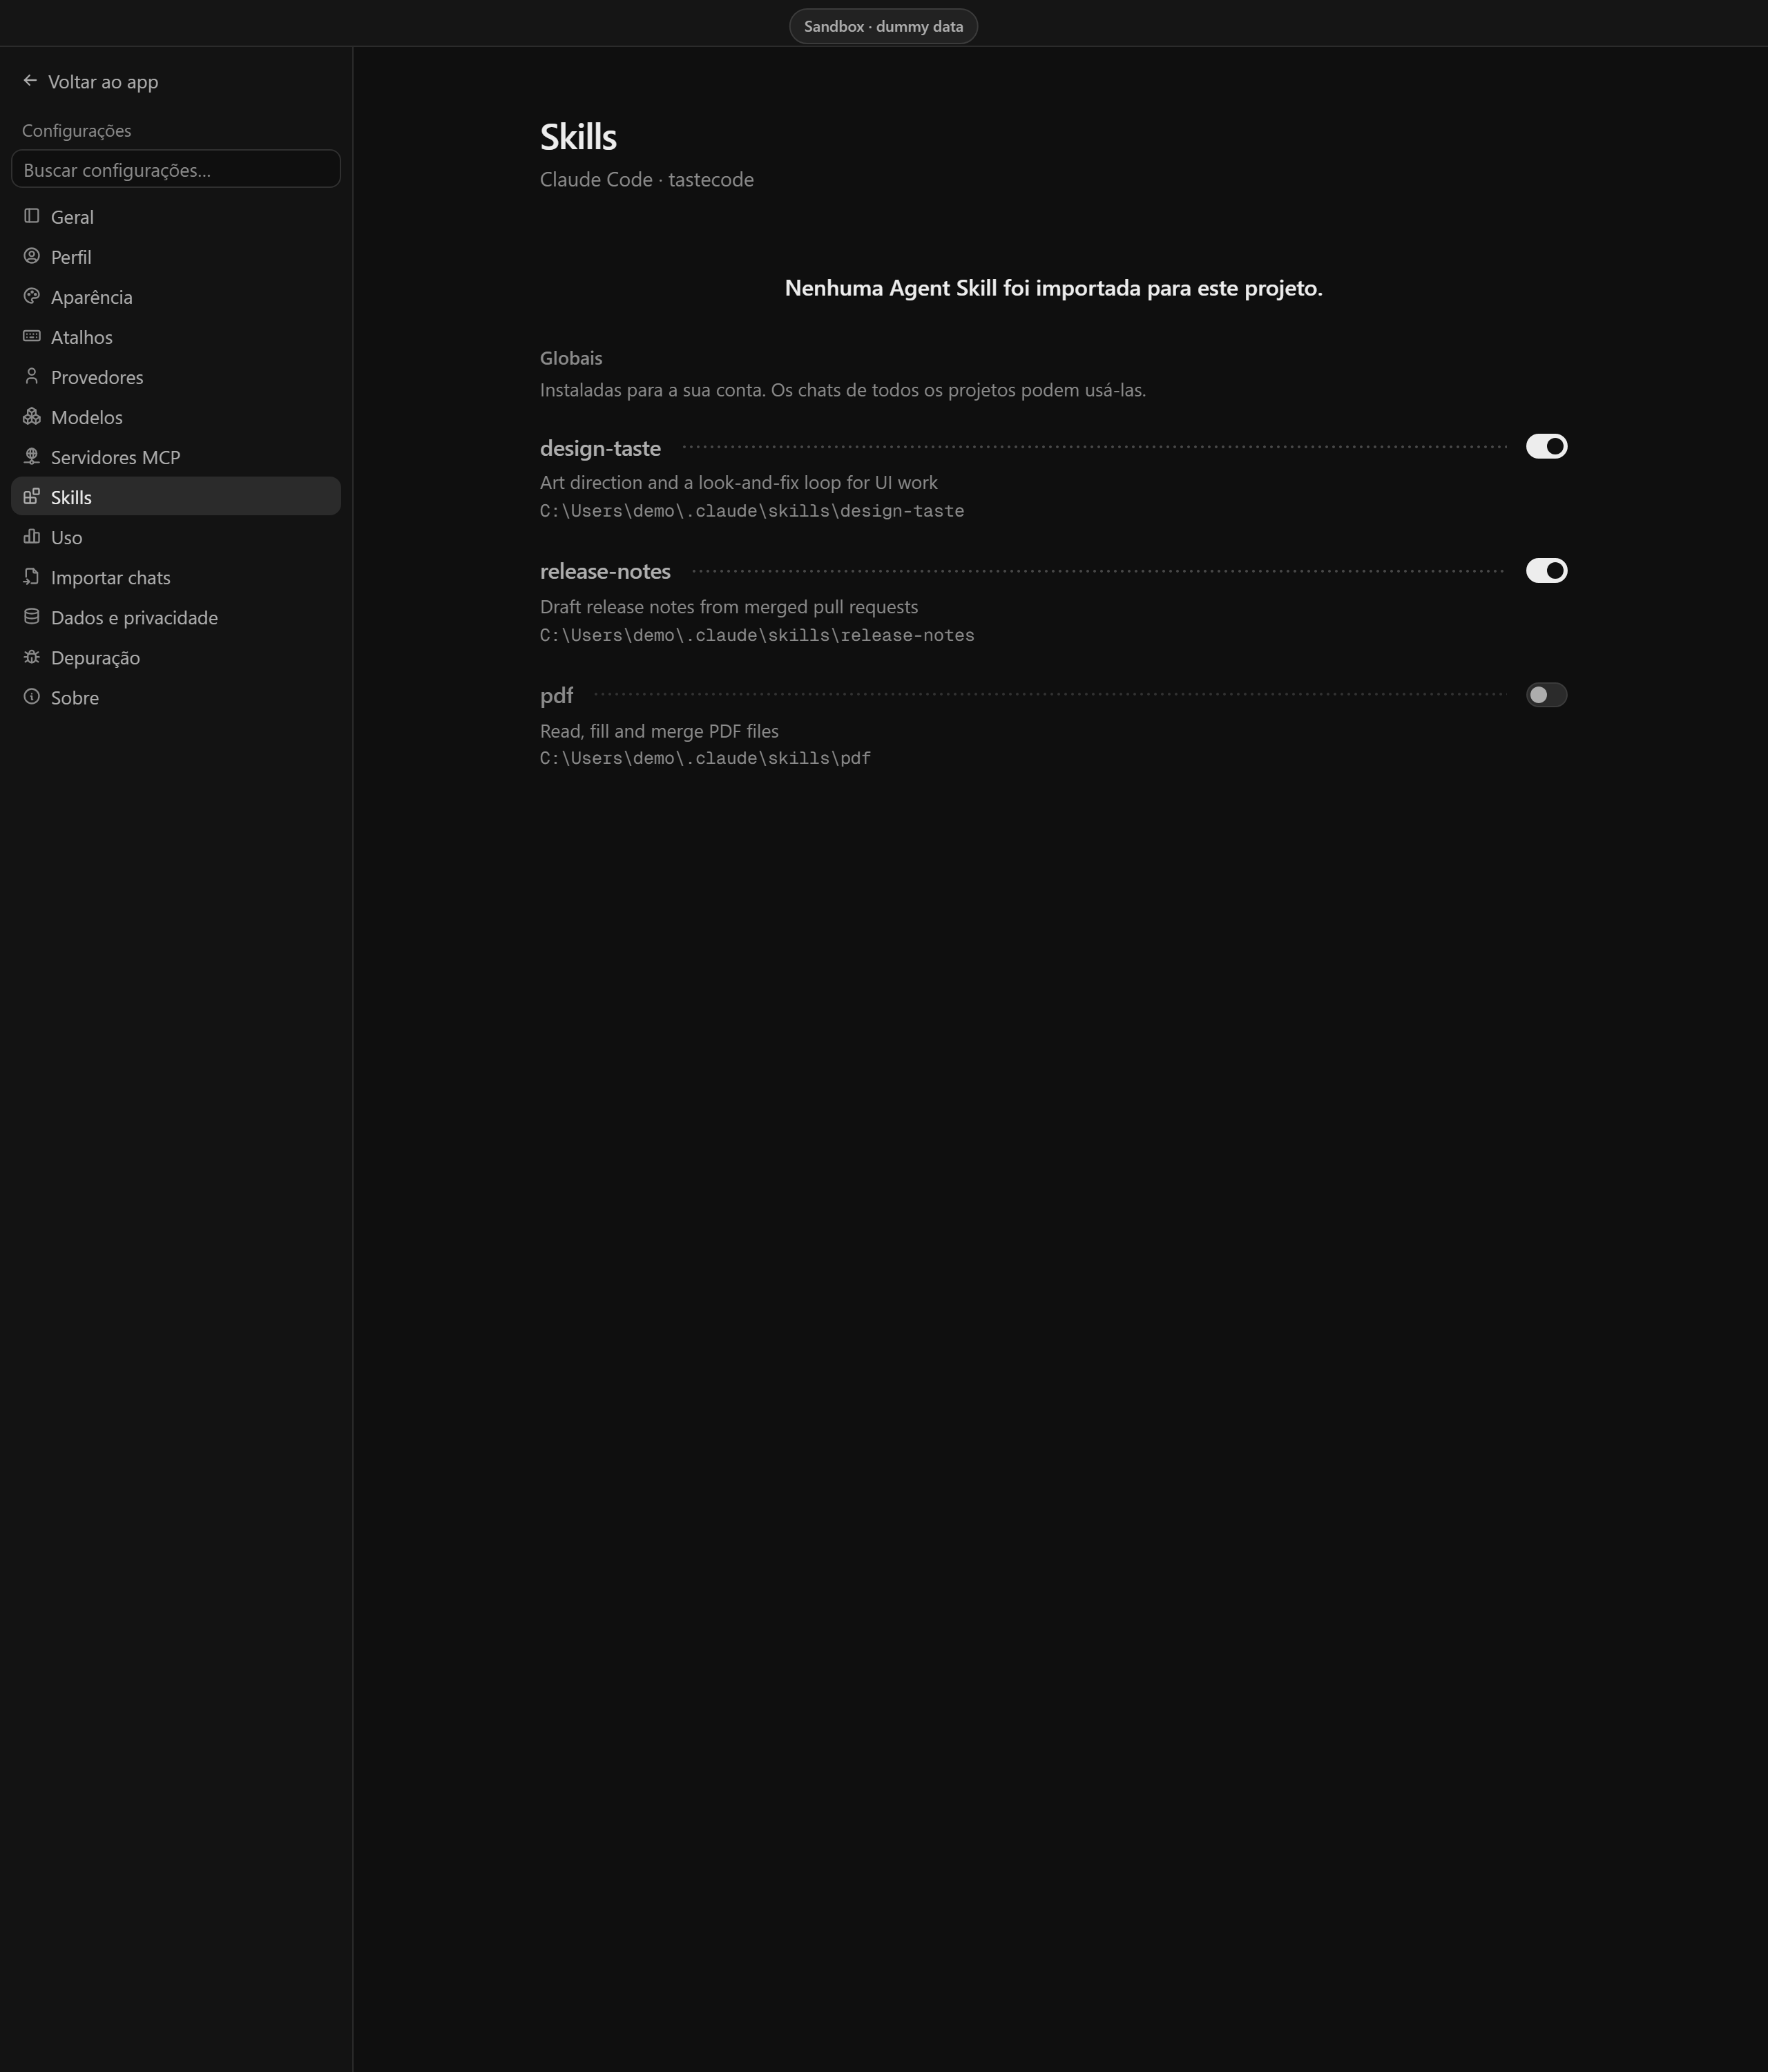 Sandbox · dummy data
Voltar ao app
Configurações
Buscar configurações...
Geral
Perfil
Aparência
Atalhos
Provedores
Modelos
Servidores MCP
Skills
Uso
Importar chats
Dados e privacidade
Depuração
Sobre
Skills
Claude Code · tastecode
Nenhuma Agent Skill foi importada para este projeto.
Globais
Instaladas para a sua conta. Os chats de todos os projetos podem usá-las.
design-taste
Art direction and a look-and-fix loop for UI work
C:\Users\demo\.claude\skills\design-taste
release-notes
Draft release notes from merged pull requests
C:\Users\demo\.claude\skills\release-notes
pdf
Read, fill and merge PDF files
C:\Users\demo\.claude\skills\pdf